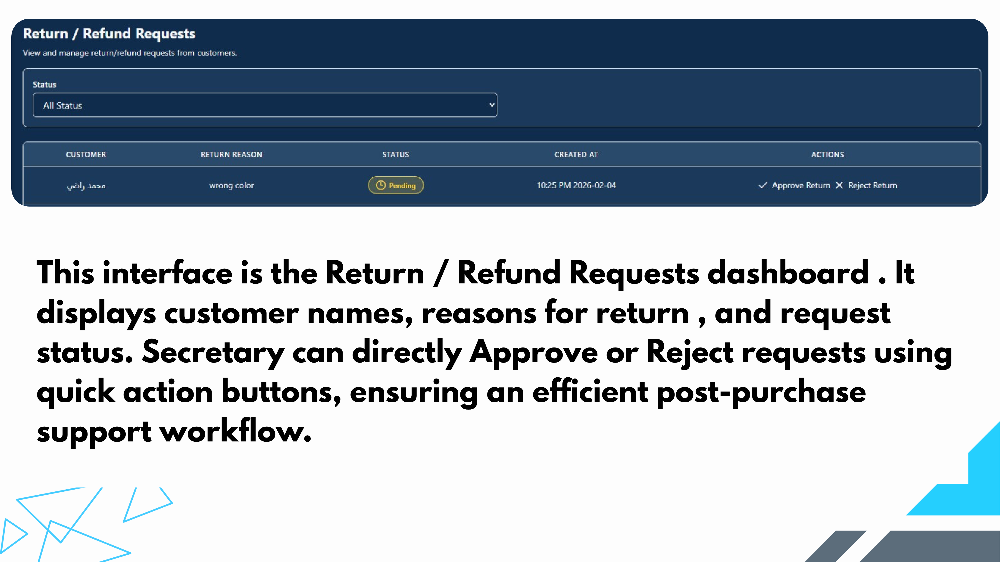 Return / Refund Requests
View and manage return/refund requests from customers.
Status
All Status
CUSTOMER RETURN REASON STATUS CREATED AT ACTIONS
محمد راضي wrong color Pending 10:25 PM 2026-02-04 Approve Return Reject Return
This interface is the Return / Refund Requests dashboard . It
displays customer names, reasons for return , and request
status. Secretary can directly Approve or Reject requests using
quick action buttons, ensuring an efficient post-purchase
support workflow.